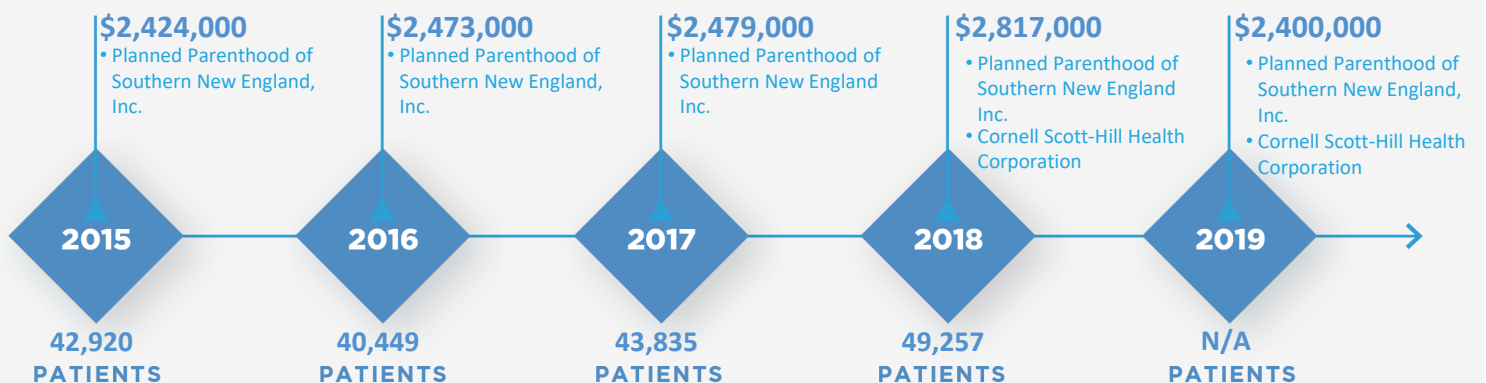 $2,424,000
• Planned Parenthood of
Southern New England,
Inc.
2015
42,920
PATIENTS
$2,473,000
• Planned Parenthood of
Southern New England,
Inc.
2016
40,449
PATIENTS
$2,479,000
• Planned Parenthood of
Southern New England
2017
43,835
PATIENTS
$2,817,000
• Planned Parenthood of
Southern New England
Inc.
• Cornell Scott-Hill Health
Corporation
2018
49,257
PATIENTS
$2,400,000
• Planned Parenthood of
Southern New England,
Inc.
• Cornell Scott-Hill Health
Corporation
2019
N/A
PATIENTS